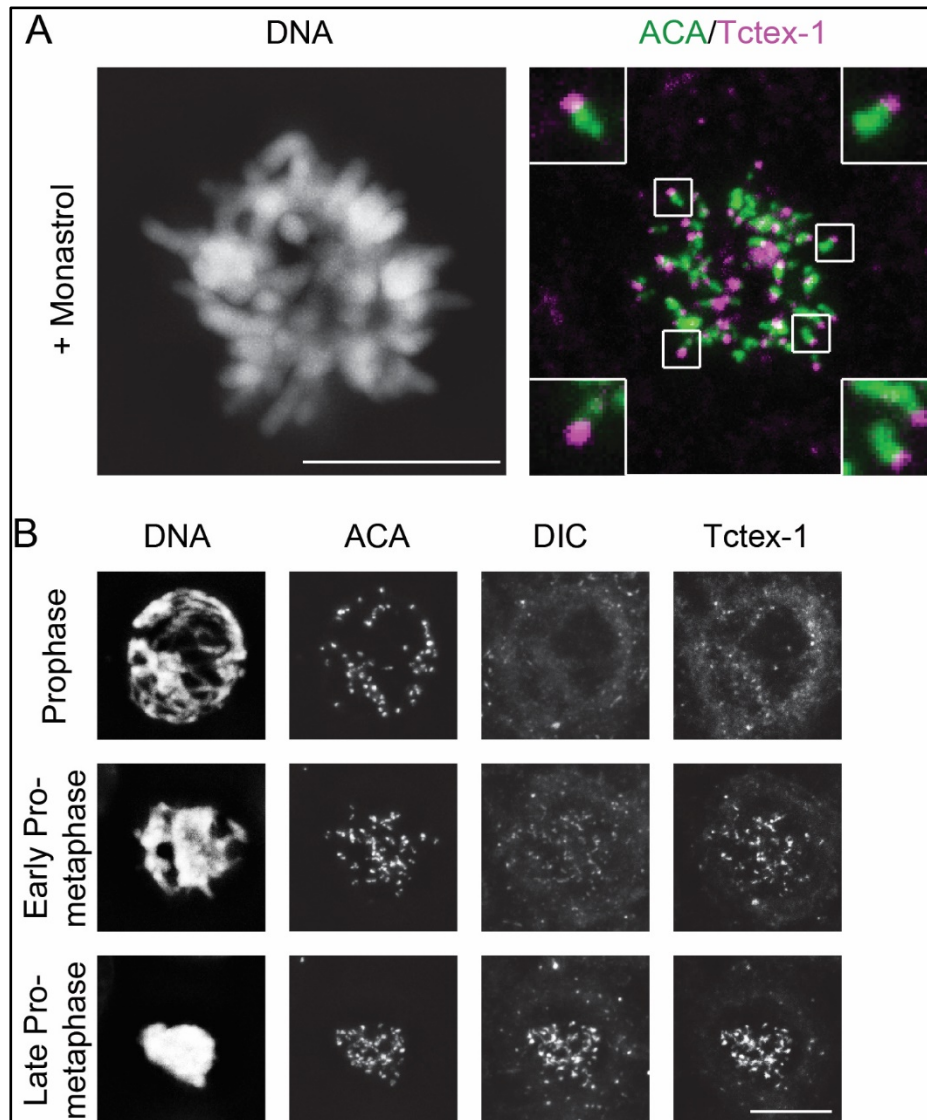 A
DNA
ACA/Tctex-1
+ Monastrol
B
DNA
ACA
DIC
Tctex-1
Prophase
Early Pro-
metaphase
Late Pro-
metaphase